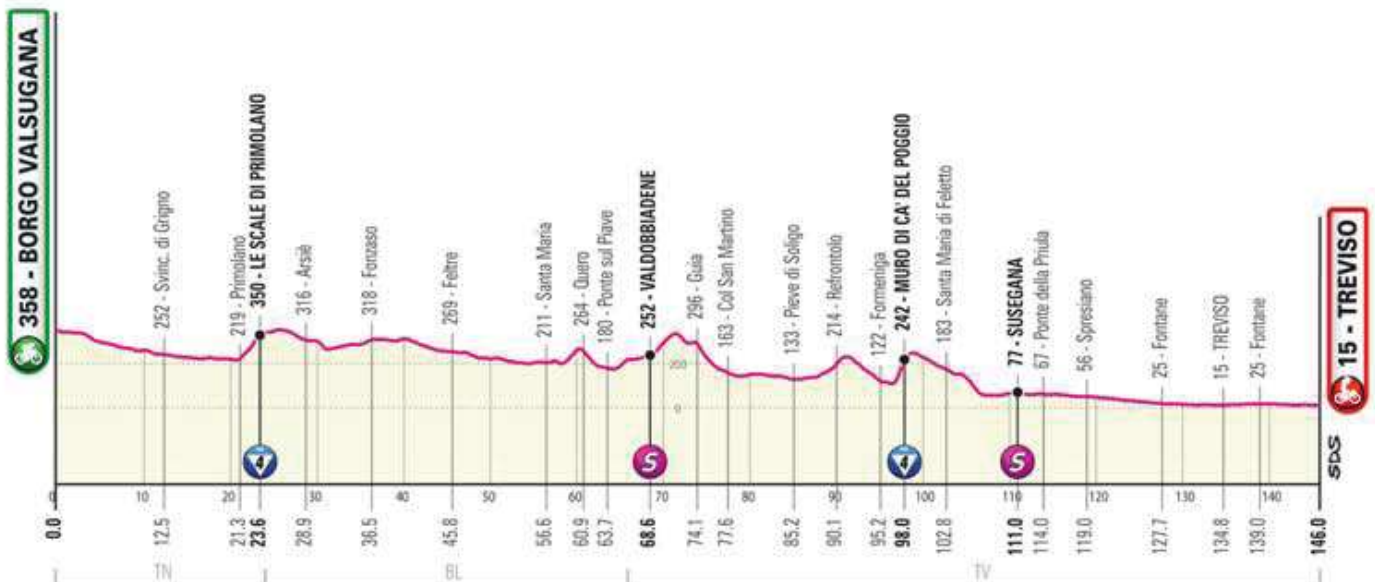 358 - BORGO VALSUGANA
252 - Svinc. di Grigno
219 - Primolano
350 - LE SCALE DI PRIMOLANO
316 - Arsiè
318 - Fonzaso
269 - Feltre
211 - Santa Maria
264 - Quero
180 - Ponte sul Piave
252 - VALDOBBIADENE
296 - Guia
163 - Col San Martino
133 - Pieve di Soligo
214 - Refrontolo
122 - Formeniga
242 - MURO DI CA' DEL POGGIO
183 - Santa Maria di Feletto
77 - SUSEGANA
67 - Ponte della Priula
56 - Spresiano
25 - Fontane
15 - TREVISO
25 - Fontane
15 - TREVISO
200
0
4
S
4
S
SDS
0 10 20 30 40 50 60 70 80 90 100 110 120 130 140
0.0 12.5 21.3 23.6 28.9 36.5 45.8 56.6 60.9 63.7 68.6 74.1 77.6 85.2 90.1 95.2 98.0 102.8 111.0 114.0 119.0 127.7 134.8 139.0 146.0
TN BL TV